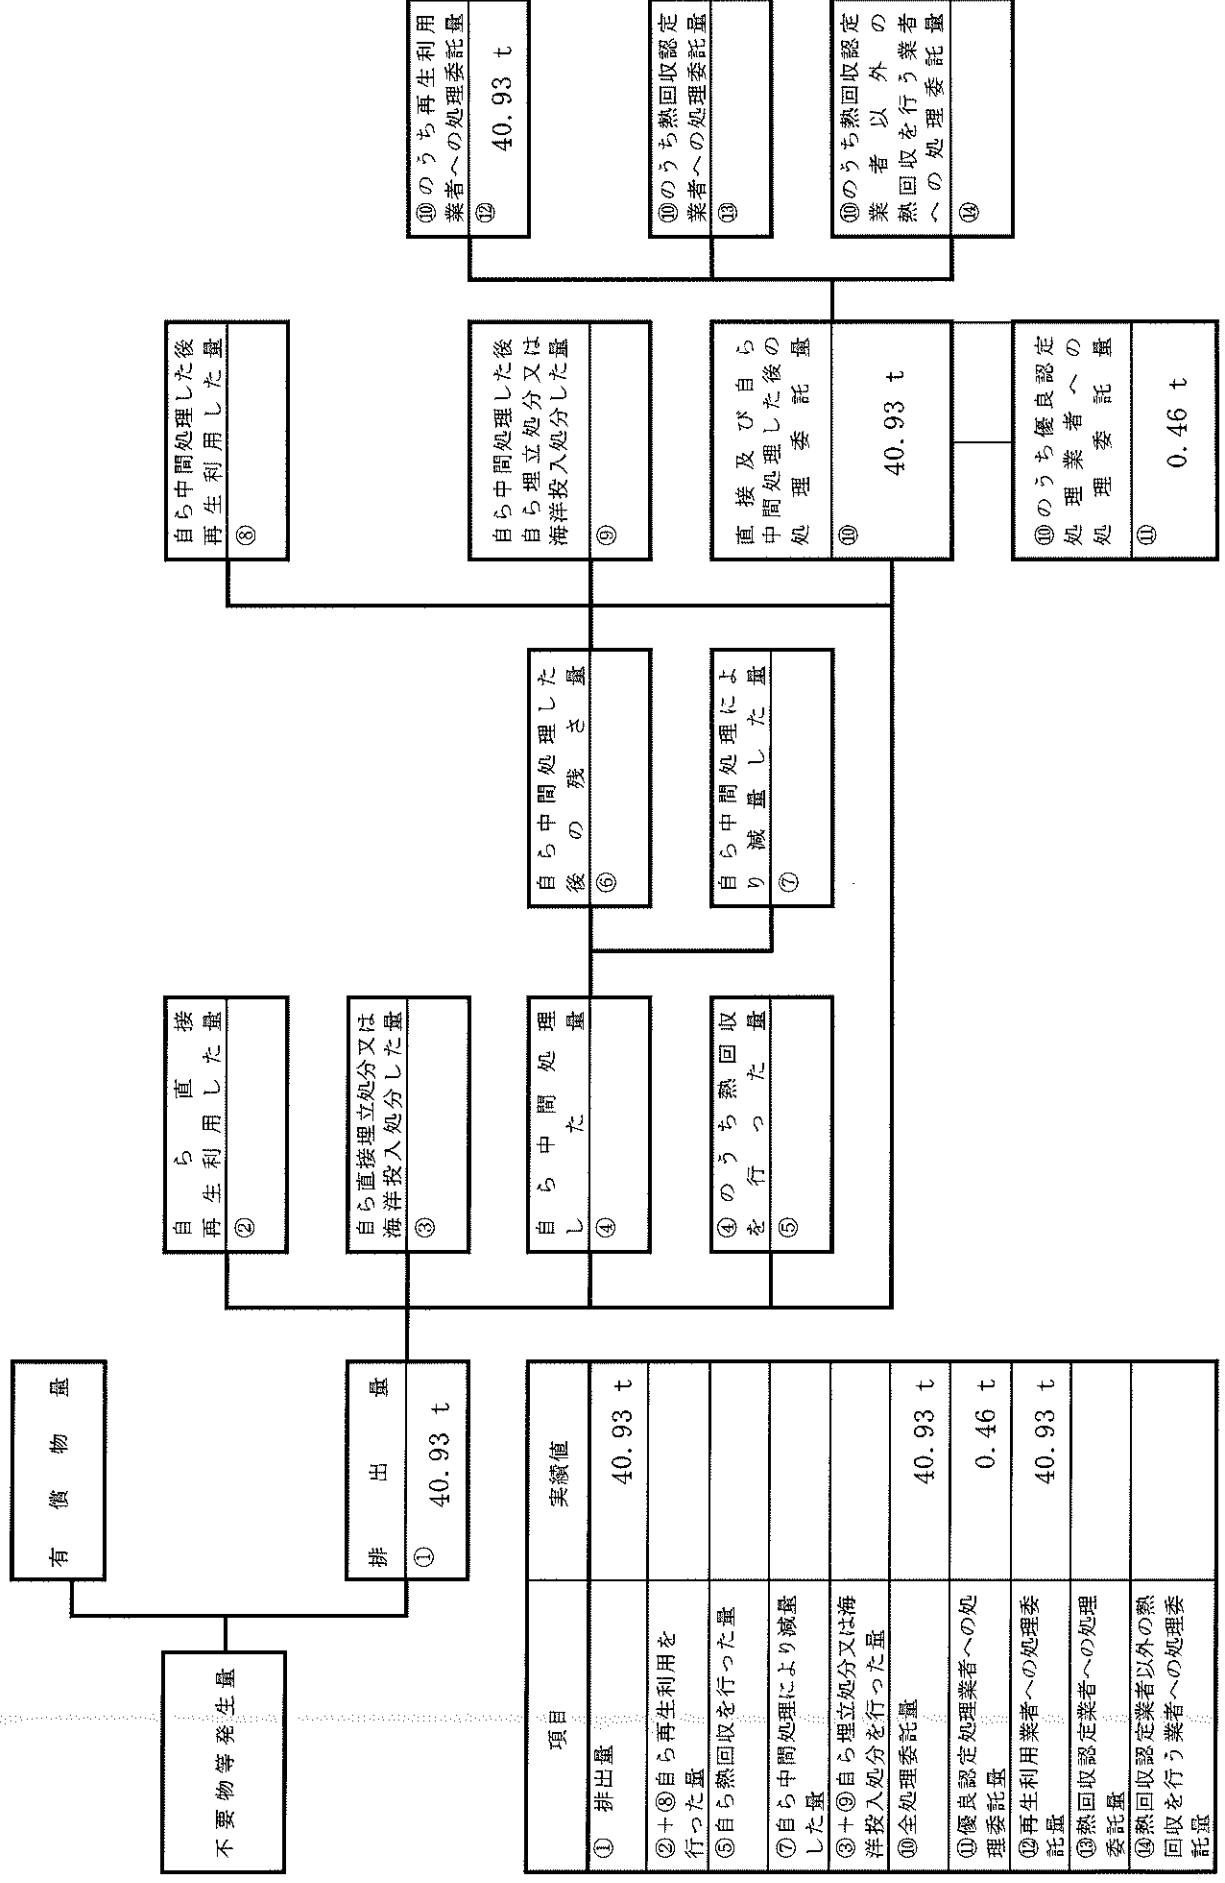 有償物量
不要物等発生量
排出量
① 40.93 t
自ら直接
再生利用した量
②
自ら直接埋立処分又は
海洋投入処分した量
③
自ら中間処理
した量
④
④のうち熱回収
を行った量
⑤
自ら中間処理した
後の残さ量
⑥
自ら中間処理によ
り減量した量
⑦
自ら中間処理した後
再生利用した量
⑧
自ら中間処理した後
自ら埋立処分又は
海洋投入処分した量
⑨
直接及び自ら
中間処理した後の
処理委託量
⑩
40.93 t
⑩のうち優良認定
処理業者への
処理委託量
⑪
0.46 t
⑩のうち再生利用
業者への処理委託量
⑫
40.93 t
⑩のうち熱回収認定
業者への処理委託量
⑬
⑩のうち熱回収認定
業者以外の
熱回収を行う業者
への処理委託量
⑭
項目 実績値
① 排出量 40.93 t
②＋⑧自ら再生利用を
行った量
⑤自ら熱回収を行った量
⑦自ら中間処理により減量
した量
③＋⑨自ら埋立処分又は海
洋投入処分を行った量
⑩全処理委託量 40.93 t
⑪優良認定処理業者への処
理委託量 0.46 t
⑫再生利用業者への処理委
託量 40.93 t
⑬熱回収認定業者への処理
委託量
⑭熱回収認定業者以外の熱
回収を行う業者への処理委
託量